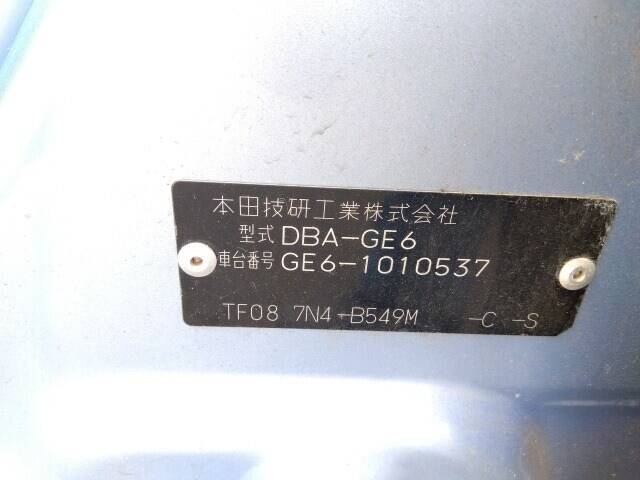 本田技研工業株式会社
型式 DBA-GE6
車台番号 GE6-1010537
TF08 7N4-B549M -C -S